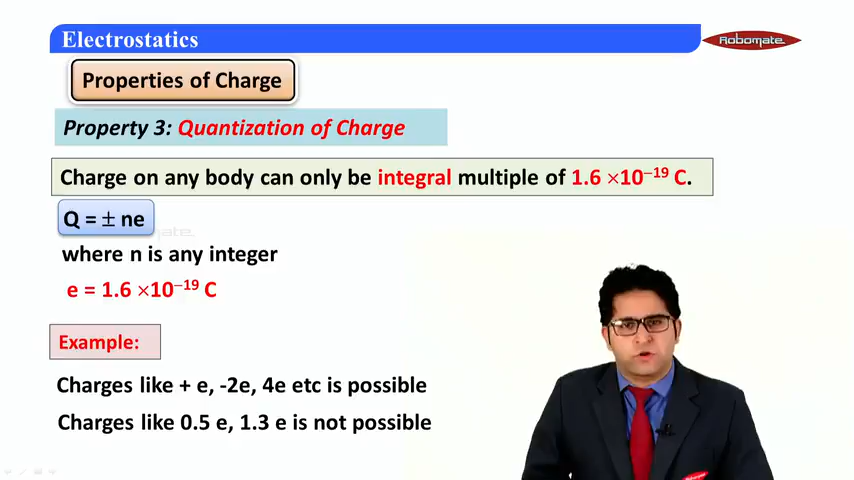 Electrostatics
Robomate
Properties of Charge
Property 3: Quantization of Charge
Charge on any body can only be integral multiple of 1.6 ×10⁻¹⁹ C.
Q = ± ne
where n is any integer
e = 1.6 ×10⁻¹⁹ C
Example:
Charges like + e, -2e, 4e etc is possible
Charges like 0.5 e, 1.3 e is not possible